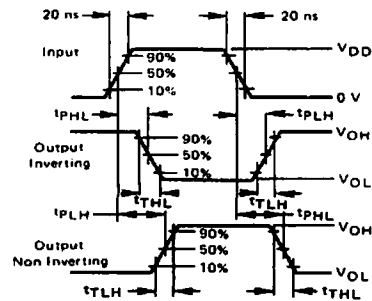 20 ns 20 ns
Input 90% VDD
50%
10% 0 V
tPHL tPLH
Output Inverting 90% VOH
50%
10% VOL
tTHL tTLH
tPLH tPHL
Output Non Inverting 90% VOH
50%
10% VOL
tTLH tTHL